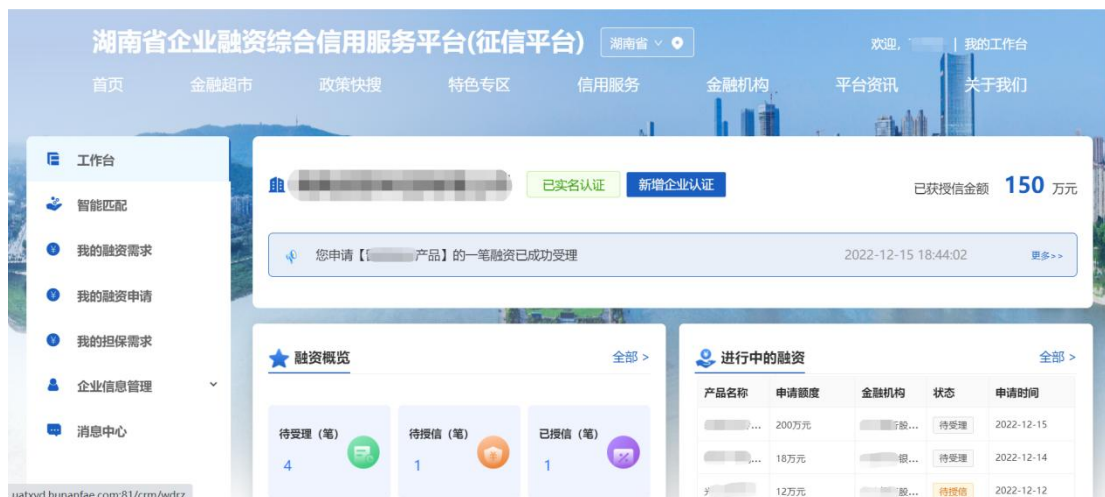 湖南省企业融资综合信用服务平台(征信平台) 湖南省 欢迎, | 我的工作台
首页 金融超市 政策快搜 特色专区 信用服务 金融机构 平台资讯 关于我们
工作台
智能匹配
我的融资需求
我的融资申请
我的担保需求
企业信息管理
消息中心
已实名认证 新增企业认证 已获授信金额 150 万元
您申请【 产品】的一笔融资已成功受理 2022-12-15 18:44:02 更多>>
融资概览 全部 >
待受理(笔) 待授信(笔) 已授信(笔)
4 1 1
进行中的融资 全部 >
产品名称 申请额度 金融机构 状态 申请时间
... 200万元 股... 待受理 2022-12-15
... 18万元 银... 待受理 2022-12-14
12万元 股... 待授信 2022-12-12
uatxyd.hunanfae.com:81/crm/wdrz